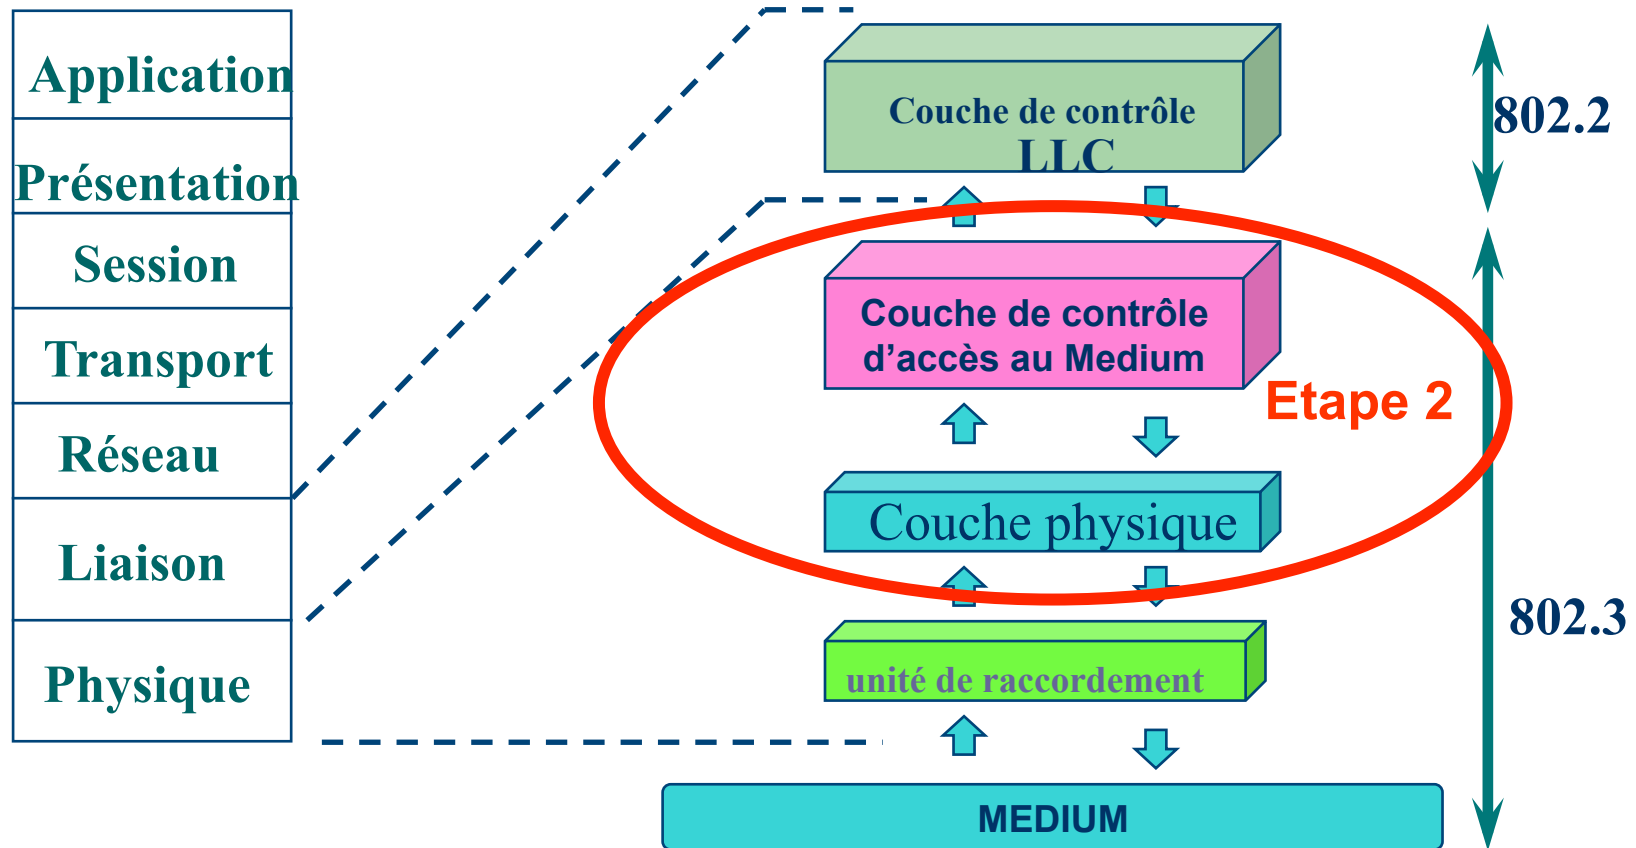 Application
Présentation
Session
Transport
Réseau
Liaison
Physique
Couche de contrôle
LLC
802.2
Couche de contrôle
d’accès au Medium
Etape 2
Couche physique
802.3
unité de raccordement
MEDIUM